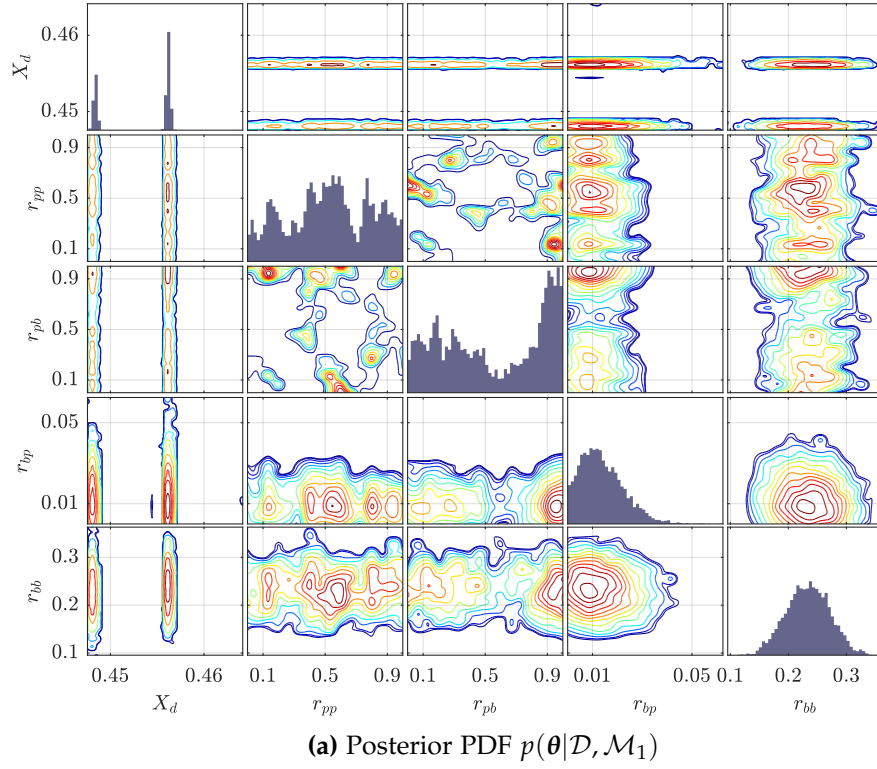 0.46
X_d
0.45
0.9
r_pp
0.5
0.1
0.9
r_pb
0.5
0.1
0.05
r_bp
0.01
0.3
r_bb
0.2
0.1
0.45 0.46 0.1 0.5 0.9 0.1 0.5 0.9 0.01 0.05 0.1 0.2 0.3
X_d r_pp r_pb r_bp r_bb
(a) Posterior PDF p(θ|𝒟, ℳ₁)